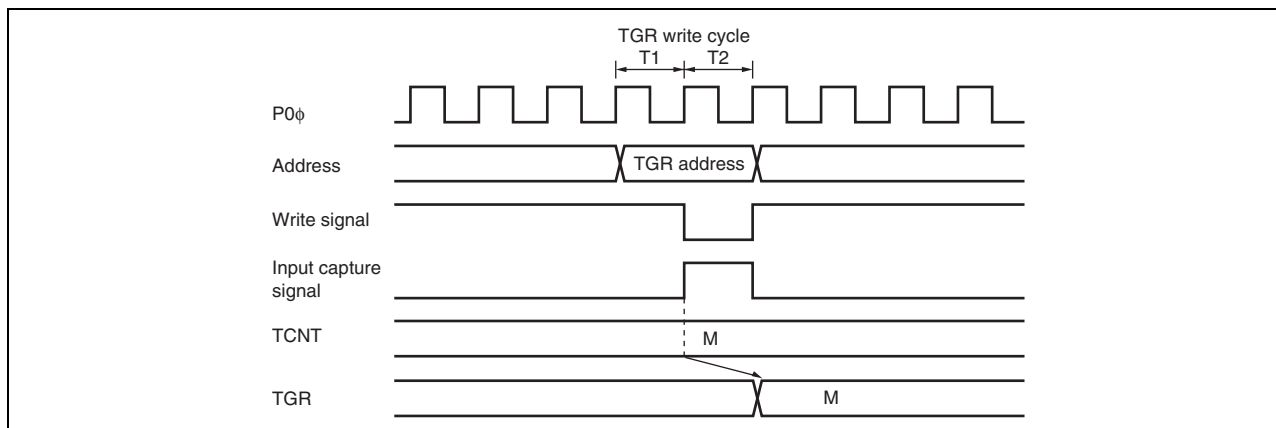 TGR write cycle
T1 T2
P0ϕ
Address
TGR address
Write signal
Input capture
signal
TCNT
M
TGR
M